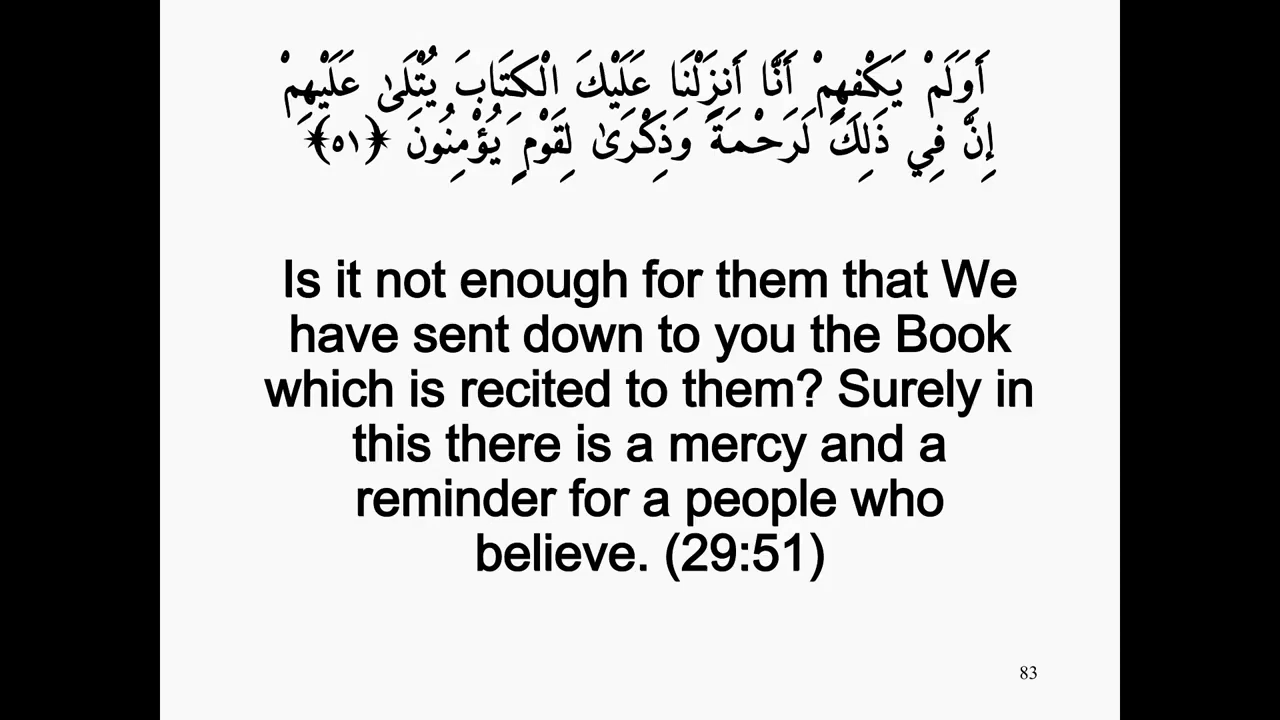 أَوَلَمْ يَكْفِهِمْ أَنَّا أَنزَلْنَا عَلَيْكَ الْكِتَابَ يُتْلَىٰ عَلَيْهِمْ
إِنَّ فِي ذَٰلِكَ لَرَحْمَةً وَذِكْرَىٰ لِقَوْمٍ يُؤْمِنُونَ ﴿٥١﴾
Is it not enough for them that We
have sent down to you the Book
which is recited to them? Surely in
this there is a mercy and a
reminder for a people who
believe. (29:51)
83